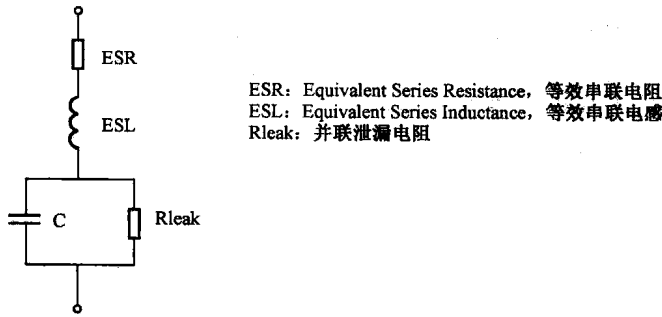 ESR
ESR：Equivalent Series Resistance，等效串联电阻
ESL：Equivalent Series Inductance，等效串联电感
ESL
Rleak：并联泄漏电阻
C
Rleak